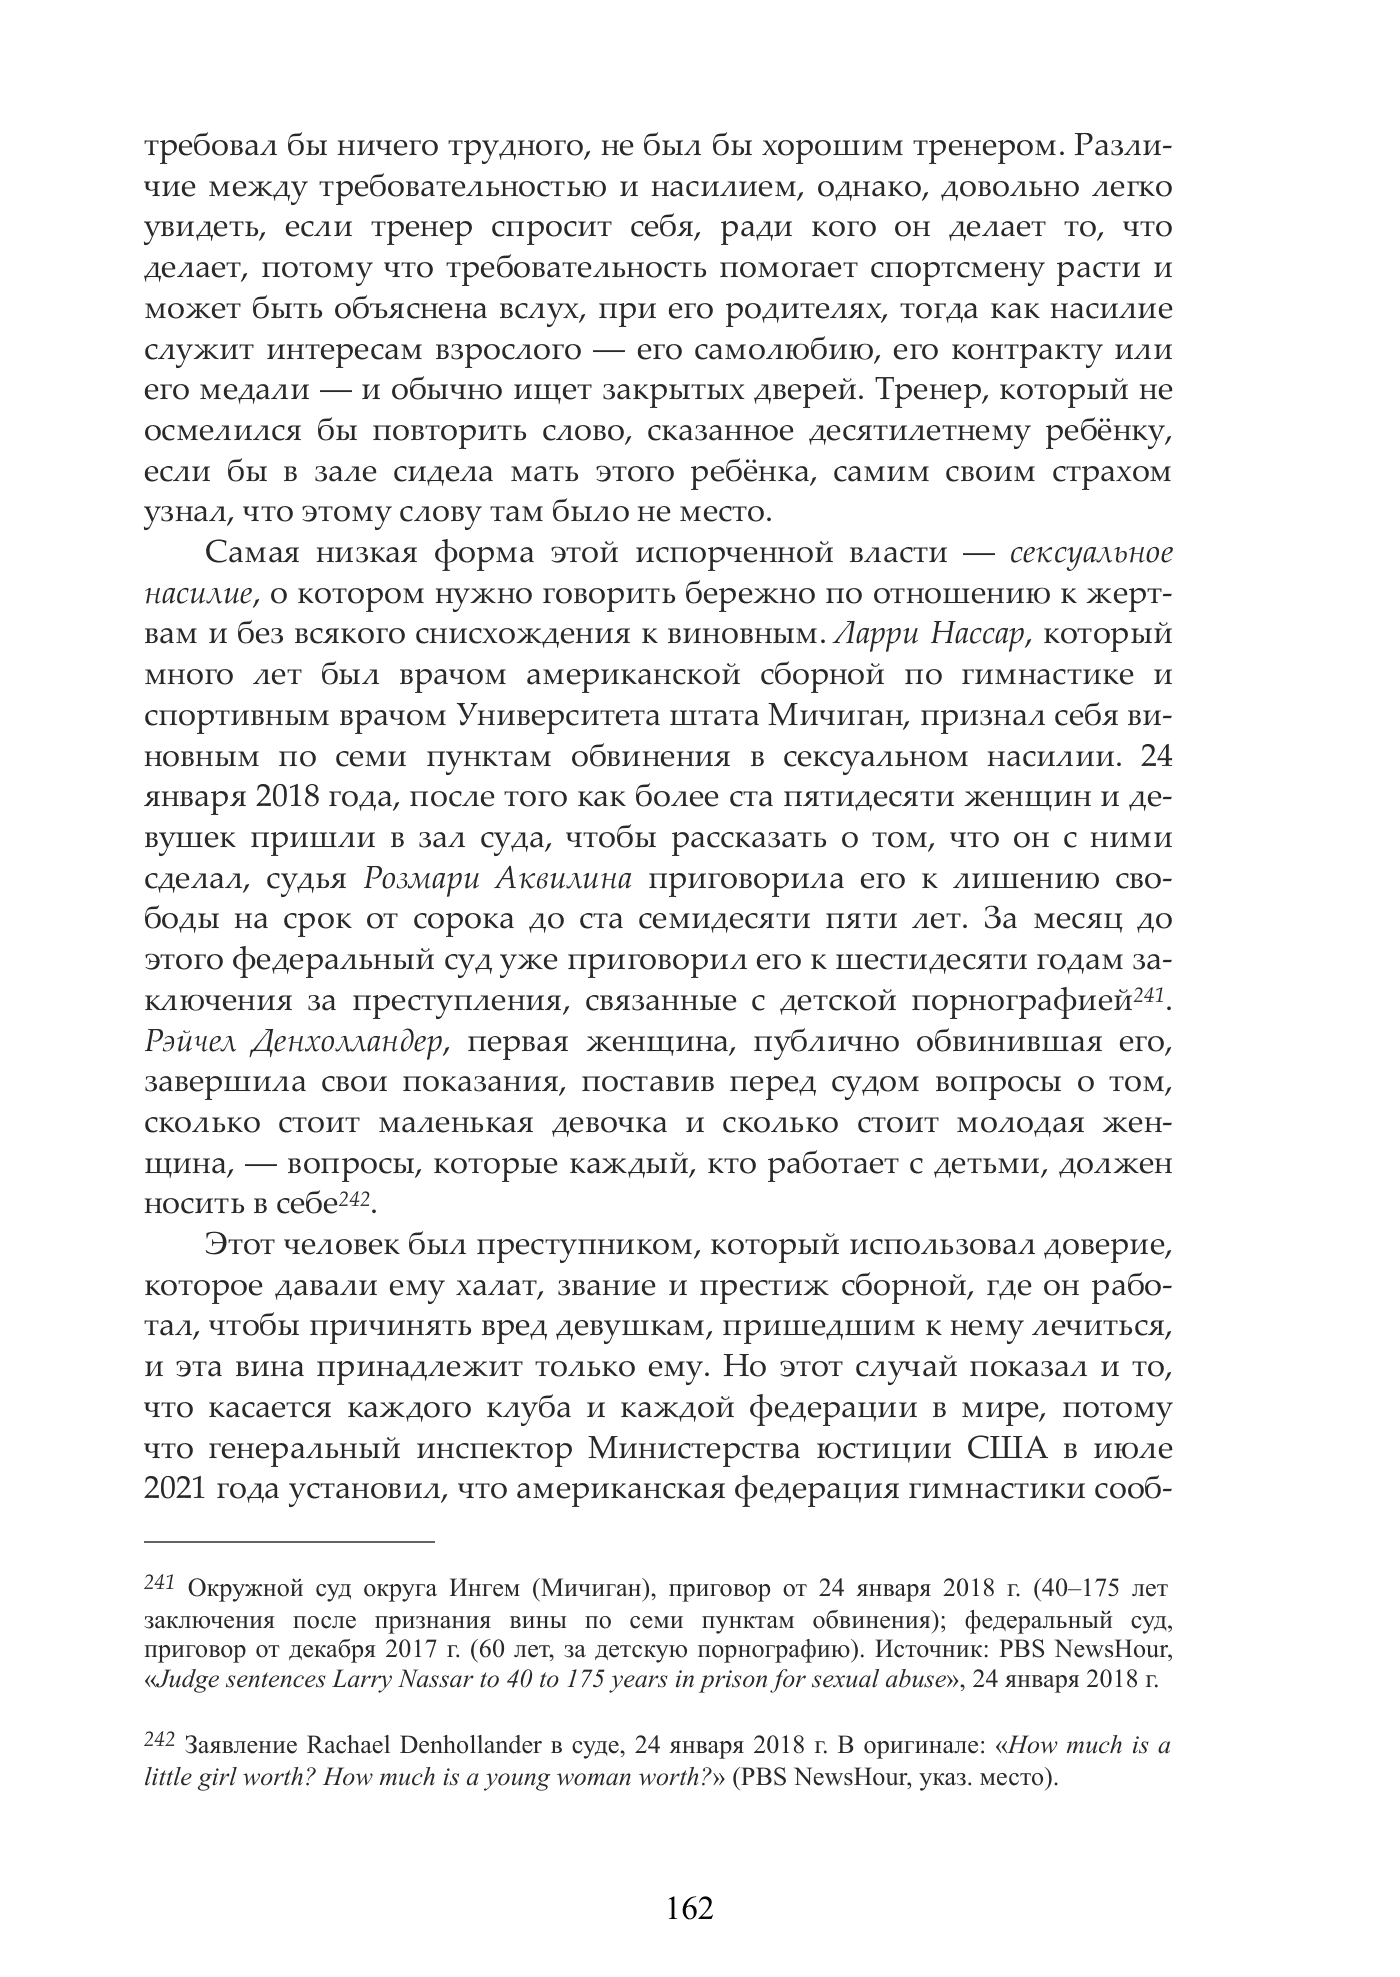 требовал бы ничего трудного, не был бы хорошим тренером. Разли-
чие между требовательностью и насилием, однако, довольно легко
увидеть, если тренер спросит себя, ради кого он делает то, что
делает, потому что требовательность помогает спортсмену расти и
может быть объяснена вслух, при его родителях, тогда как насилие
служит интересам взрослого — его самолюбию, его контракту или
его медали — и обычно ищет закрытых дверей. Тренер, который не
осмелился бы повторить слово, сказанное десятилетнему ребёнку,
если бы в зале сидела мать этого ребёнка, самим своим страхом
узнал, что этому слову там было не место.
Самая низкая форма этой испорченной власти — сексуальное
насилие, о котором нужно говорить бережно по отношению к жерт-
вам и без всякого снисхождения к виновным. Ларри Нассар, который
много лет был врачом американской сборной по гимнастике и
спортивным врачом Университета штата Мичиган, признал себя ви-
новным по семи пунктам обвинения в сексуальном насилии. 24
января 2018 года, после того как более ста пятидесяти женщин и де-
вушек пришли в зал суда, чтобы рассказать о том, что он с ними
сделал, судья Розмари Аквилина приговорила его к лишению сво-
боды на срок от сорока до ста семидесяти пяти лет. За месяц до
этого федеральный суд уже приговорил его к шестидесяти годам за-
ключения за преступления, связанные с детской порнографией241.
Рэйчел Денхолландер, первая женщина, публично обвинившая его,
завершила свои показания, поставив перед судом вопросы о том,
сколько стоит маленькая девочка и сколько стоит молодая жен-
щина, — вопросы, которые каждый, кто работает с детьми, должен
носить в себе242.
Этот человек был преступником, который использовал доверие,
которое давали ему халат, звание и престиж сборной, где он рабо-
тал, чтобы причинять вред девушкам, пришедшим к нему лечиться,
и эта вина принадлежит только ему. Но этот случай показал и то,
что касается каждого клуба и каждой федерации в мире, потому
что генеральный инспектор Министерства юстиции США в июле
2021 года установил, что американская федерация гимнастики сооб-
241 Окружной суд округа Ингем (Мичиган), приговор от 24 января 2018 г. (40–175 лет
заключения после признания вины по семи пунктам обвинения); федеральный суд,
приговор от декабря 2017 г. (60 лет, за детскую порнографию). Источник: PBS NewsHour,
«Judge sentences Larry Nassar to 40 to 175 years in prison for sexual abuse», 24 января 2018 г.
242 Заявление Rachael Denhollander в суде, 24 января 2018 г. В оригинале: «How much is a
little girl worth? How much is a young woman worth?» (PBS NewsHour, указ. место).
162